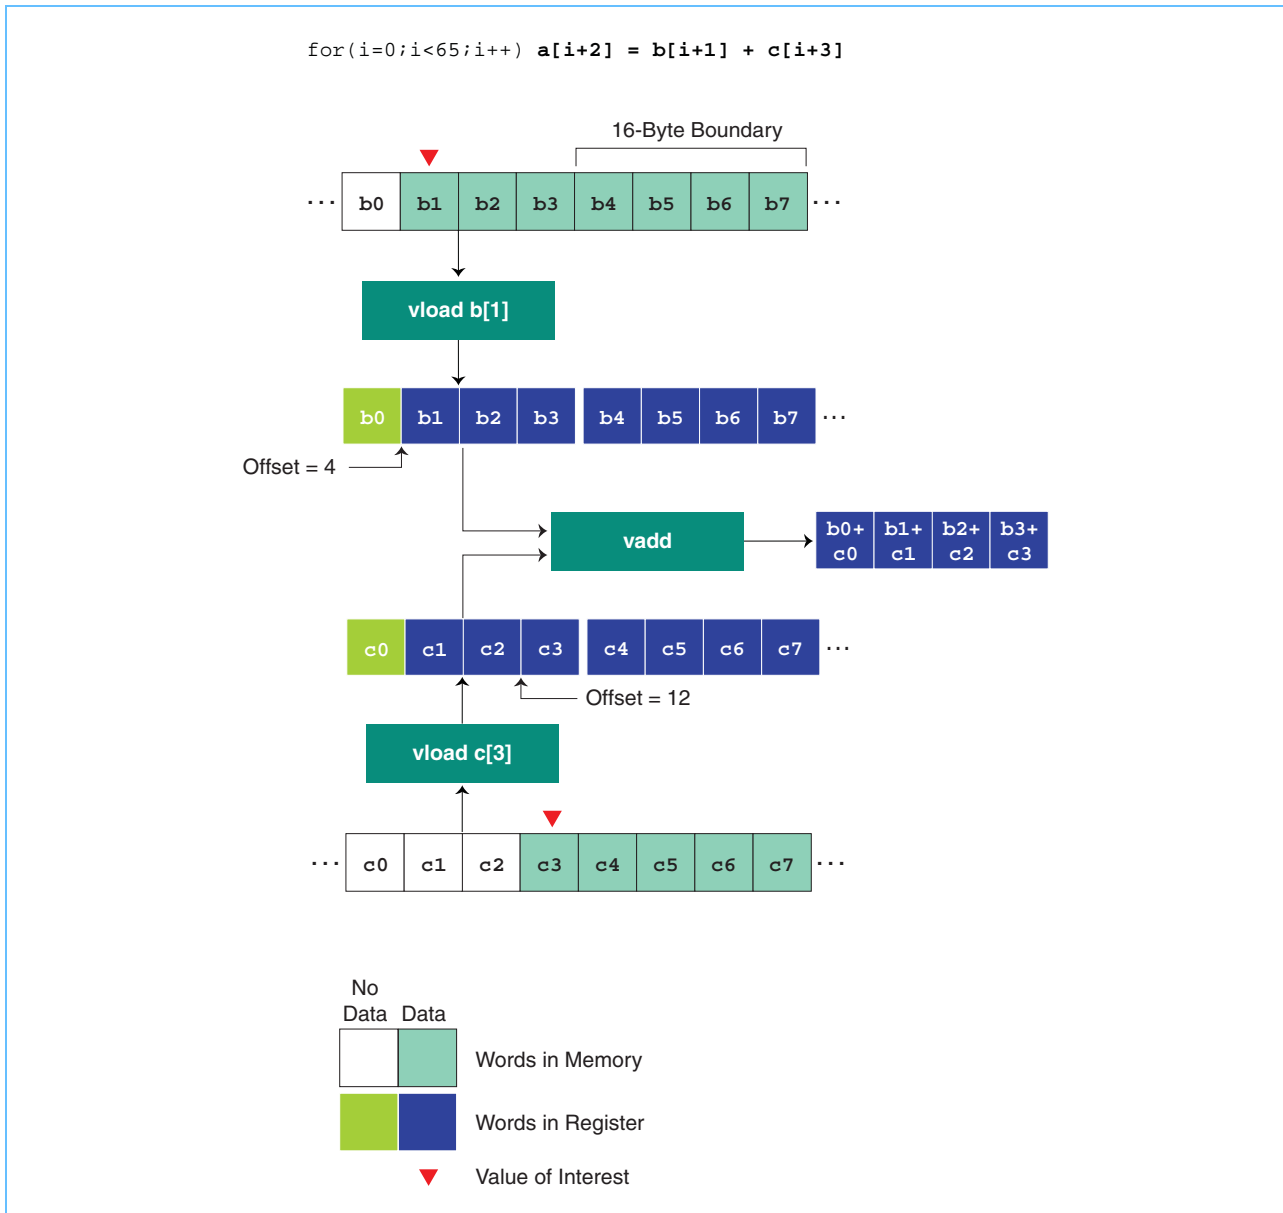 for(i=0;i<65;i++) a[i+2] = b[i+1] + c[i+3]
16-Byte Boundary
... b0 b1 b2 b3 b4 b5 b6 b7 ...
vload b[1]
b0 b1 b2 b3 b4 b5 b6 b7 ...
Offset = 4
vadd
b0+ b1+ b2+ b3+
c0 c1 c2 c3
c0 c1 c2 c3 c4 c5 c6 c7 ...
Offset = 12
vload c[3]
... c0 c1 c2 c3 c4 c5 c6 c7 ...
No
Data Data
Words in Memory
Words in Register
Value of Interest